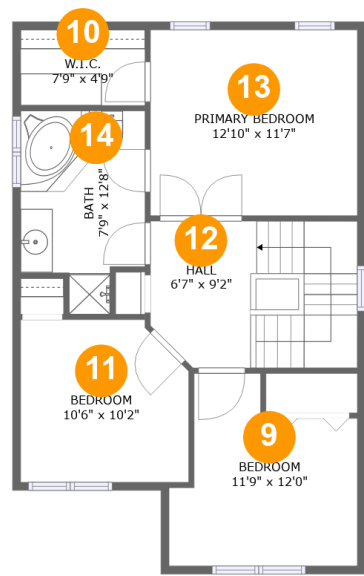 10
W.I.C.
7'9" x 4'9"
13
PRIMARY BEDROOM
12'10" x 11'7"
14
BATH
7'9" x 12'8"
12
HALL
6'7" x 9'2"
11
BEDROOM
10'6" x 10'2"
9
BEDROOM
11'9" x 12'0"